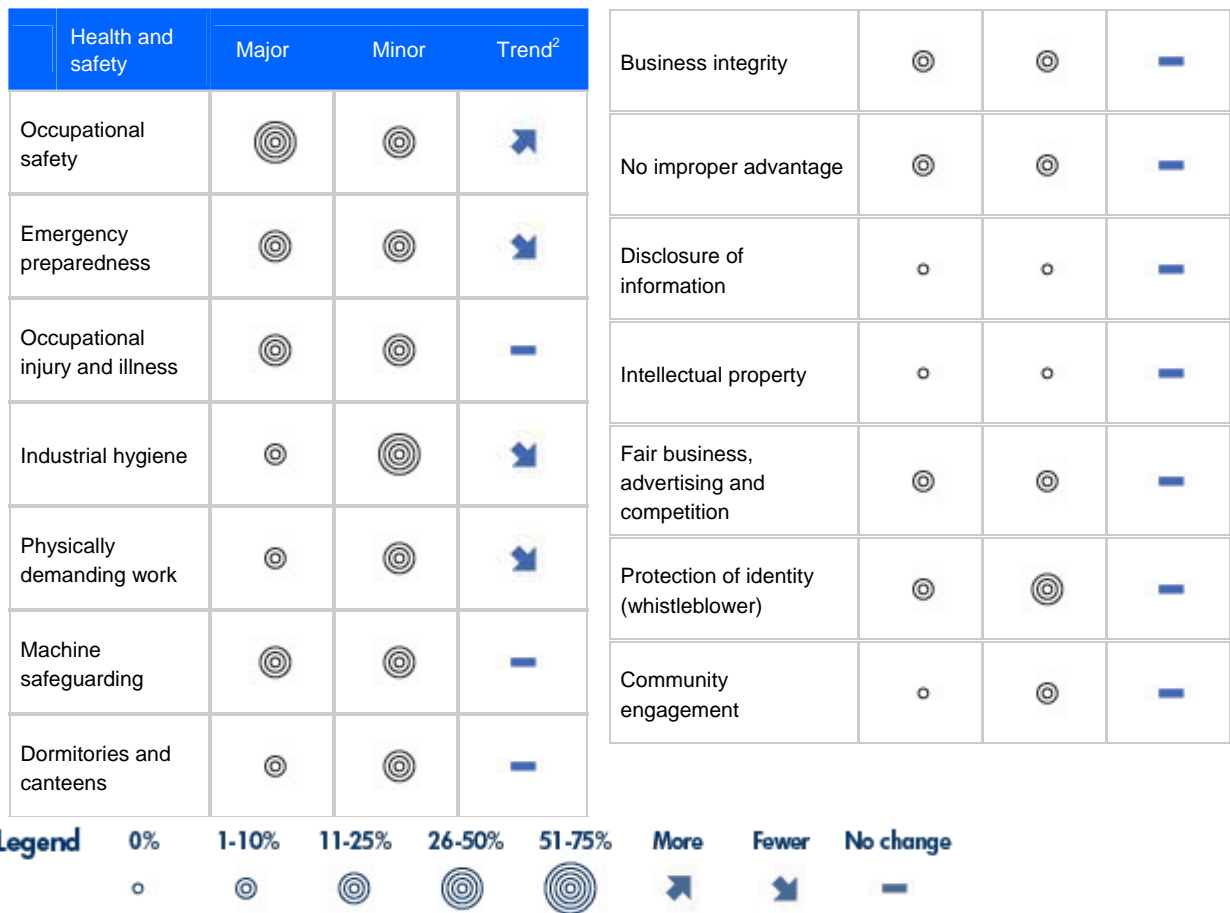 Health and
safety
Major
Minor
Trend2
Occupational
safety
Emergency
preparedness
Occupational
injury and illness
Industrial hygiene
Physically
demanding work
Machine
safeguarding
Dormitories and
canteens
Business integrity
No improper advantage
Disclosure of
information
Intellectual property
Fair business,
advertising and
competition
Protection of identity
(whistleblower)
Community
engagement
Legend 0% 1-10% 11-25% 26-50% 51-75% More Fewer No change